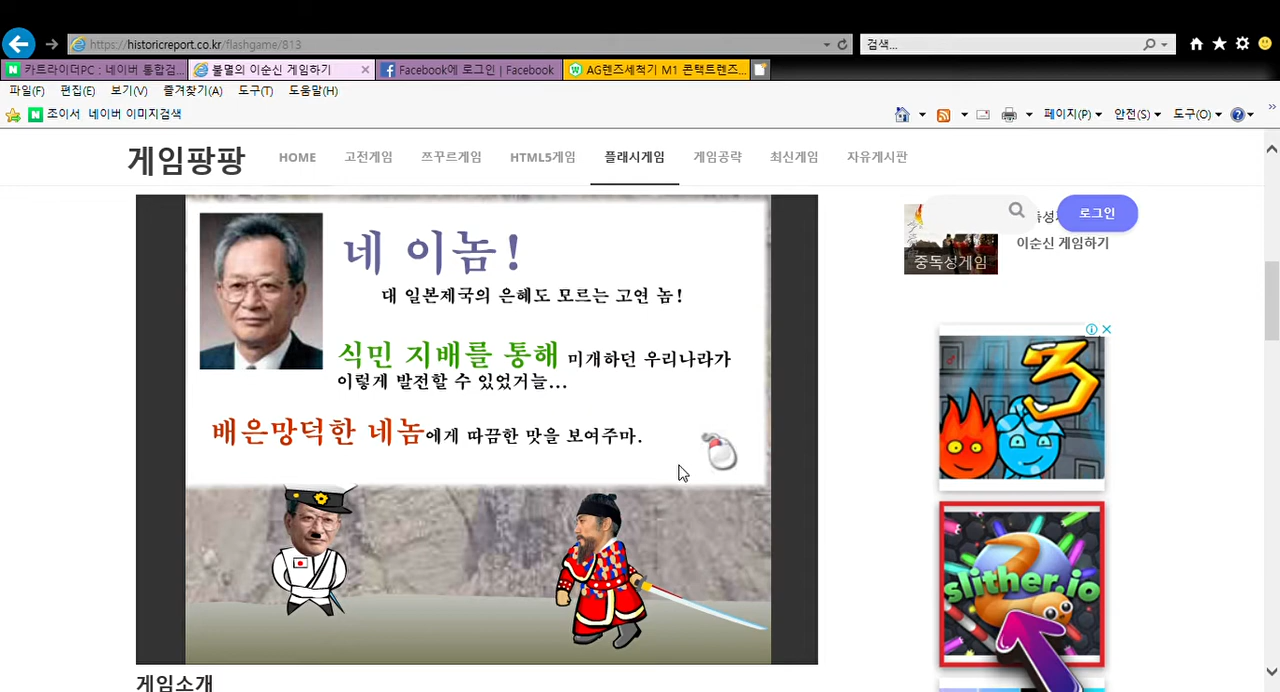 https://historicreport.co.kr/flashgame/813
검색...
카트라이더PC : 네이버 통합검...
불멸의 이순신 게임하기
Facebook에 로그인 | Facebook
AG렌즈세척기 M1 콘택트렌즈...
파일(F) 편집(E) 보기(V) 즐겨찾기(A) 도구(T) 도움말(H)
조이서 네이버 이미지검색
페이지(P) 안전(S) 도구(O)
게임팡팡
HOME 고전게임 쯔꾸르게임 HTML5게임 플래시게임 게임공략 최신게임 자유게시판
로그인
이순신 게임하기
중독성게임
네 이놈!
대 일본제국의 은혜도 모르는 고연 놈!
식민 지배를 통해 미개하던 우리나라가
이렇게 발전할 수 있었거늘...
배은망덕한 네놈에게 따끔한 맛을 보여주마.
3
slither.io
게임소개